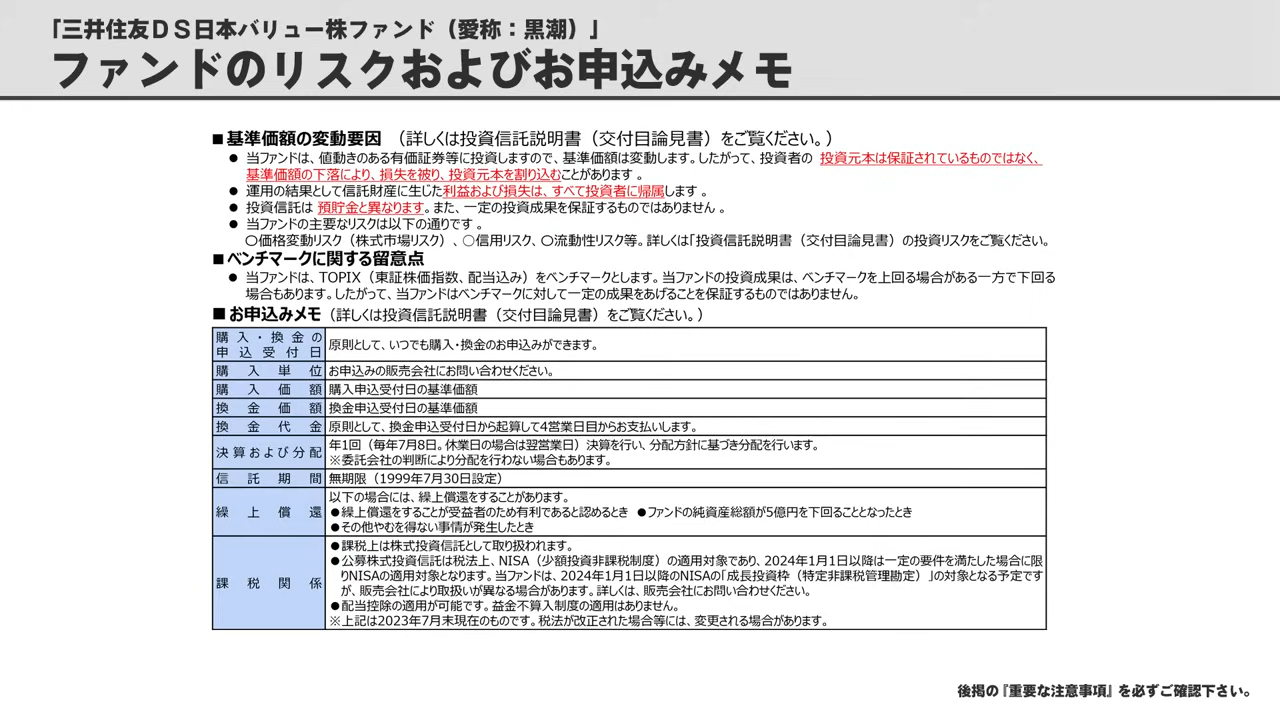 「三井住友ＤＳ日本バリュー株ファンド（愛称：黒潮）」
ファンドのリスクおよびお申込みメモ
■基準価額の変動要因 （詳しくは投資信託説明書（交付目論見書）をご覧ください。）
● 当ファンドは、値動きのある有価証券等に投資しますので、基準価額は変動します。したがって、投資者の 投資元本は保証されているものではなく、
基準価額の下落により、損失を被り、投資元本を割り込むことがあります 。
● 運用の結果として信託財産に生じた利益および損失は、すべて投資者に帰属します 。
● 投資信託は 預貯金と異なります。また、一定の投資成果を保証するものではありません 。
● 当ファンドの主要なリスクは以下の通りです 。
○価格変動リスク（株式市場リスク）、○信用リスク、○流動性リスク等。詳しくは「投資信託説明書（交付目論見書）の投資リスクをご覧ください。
■ベンチマークに関する留意点
● 当ファンドは、TOPIX（東証株価指数、配当込み）をベンチマークとします。当ファンドの投資成果は、ベンチマークを上回る場合がある一方で下回る
場合もあります。したがって、当ファンドはベンチマークに対して一定の成果をあげることを保証するものではありません。
■ お申込みメモ（詳しくは投資信託説明書（交付目論見書）をご覧ください。）
購入・換金の
申込受付日
原則として、いつでも購入・換金のお申込みができます。
購入単位 お申込みの販売会社にお問い合わせください。
購入価額 購入申込受付日の基準価額
換金価額 換金申込受付日の基準価額
換金代金 原則として、換金申込受付日から起算して4営業日目からお支払いします。
決算および分配
年1回（毎年7月8日。休業日の場合は翌営業日）決算を行い、分配方針に基づき分配を行います。
※委託会社の判断により分配を行わない場合もあります。
信託期間 無期限（1999年7月30日設定）
繰上償還
以下の場合には、繰上償還をすることがあります。
●繰上償還をすることが受益者のため有利であると認めるとき ●ファンドの純資産総額が5億円を下回ることとなったとき
●その他やむを得ない事情が発生したとき
課税関係
●課税上は株式投資信託として取り扱われます。
●公募株式投資信託は税法上、NISA（少額投資非課税制度）の適用対象であり、2024年1月1日以降は一定の要件を満たした場合に限
りNISAの適用対象となります。当ファンドは、2024年1月1日以降のNISAの「成長投資枠（特定非課税管理勘定）」の対象となる予定です
が、販売会社により取扱いが異なる場合があります。詳しくは、販売会社にお問い合わせください。
●配当控除の適用が可能です。益金不算入制度の適用はありません。
※上記は2023年7月末現在のものです。税法が改正された場合等には、変更される場合があります。
後掲の『重要な注意事項』を必ずご確認下さい。